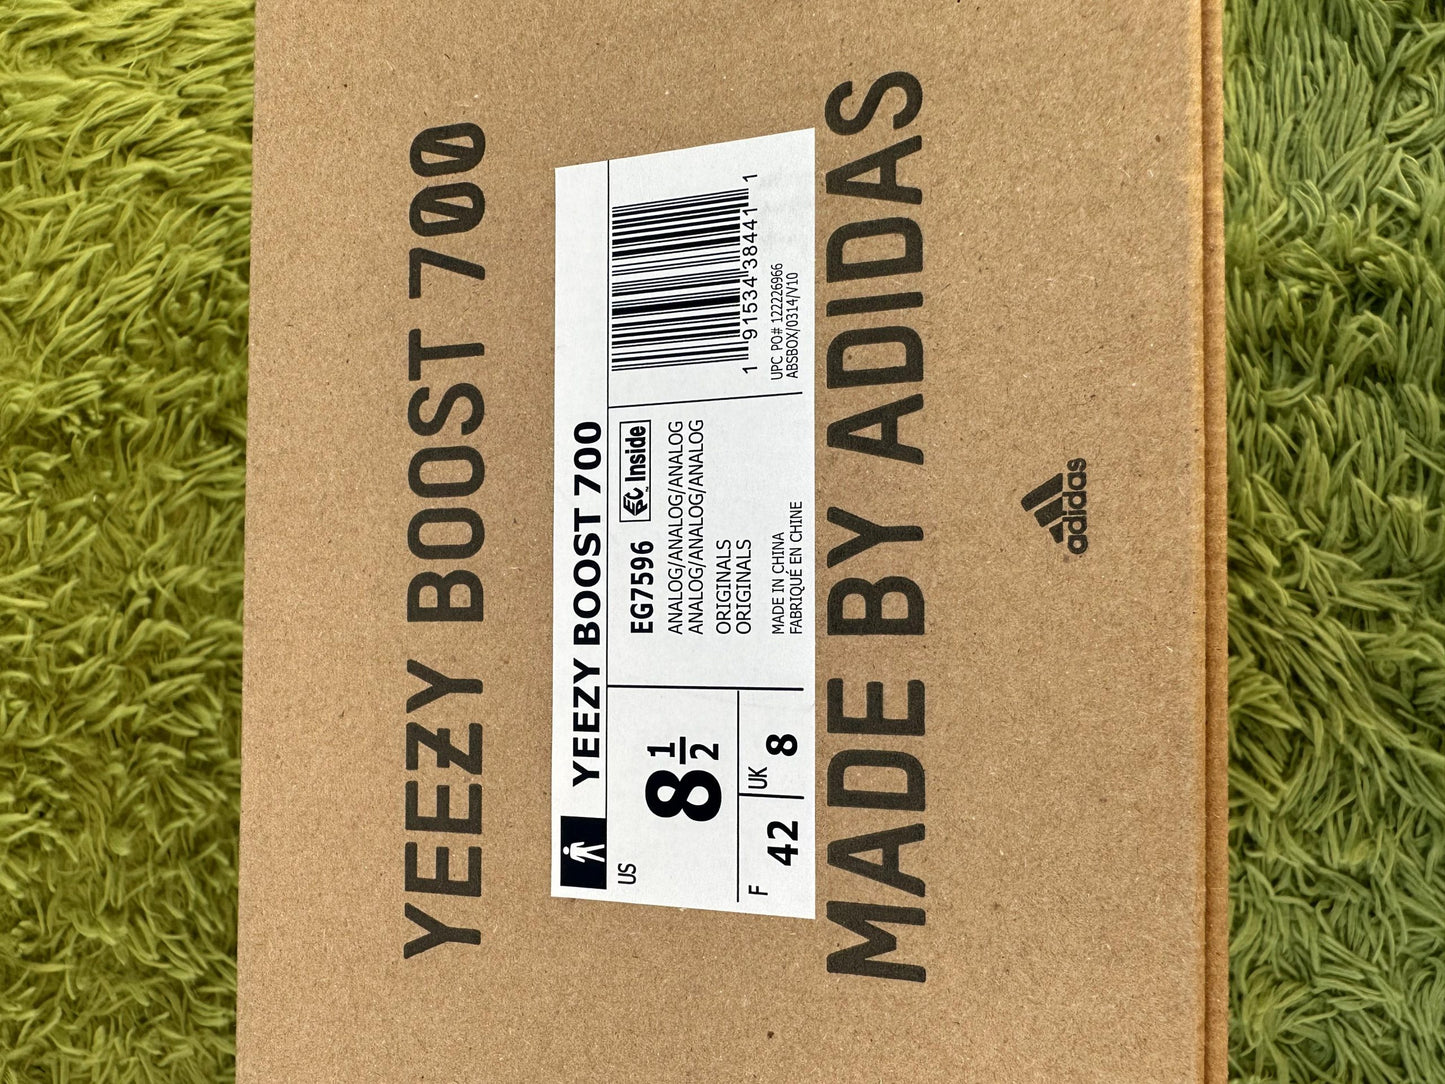 YEEZY BOOST 700
YEEZY BOOST 700
US
8 1/2
F
42
UK
8
EG7596
EPC Inside
ANALOG/ANALOG/ANALOG
ANALOG/ANALOG/ANALOG
ORIGINALS
ORIGINALS
MADE IN CHINA
FABRIQUÉ EN CHINE
1 91534 38441 1
UPC PO# 122226966
ABSBOX/0314/V10
MADE BY ADIDAS
adidas